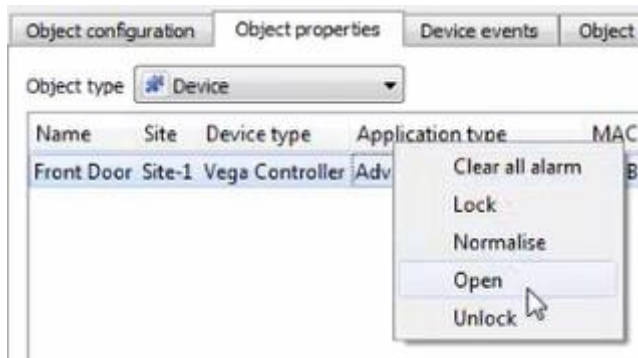 Object configuration Object properties Device events Object
Object type Device
Name Site Device type Application type MAC
Front Door Site-1 Vega Controller Adv B
Clear all alarm
Lock
Normalise
Open
Unlock